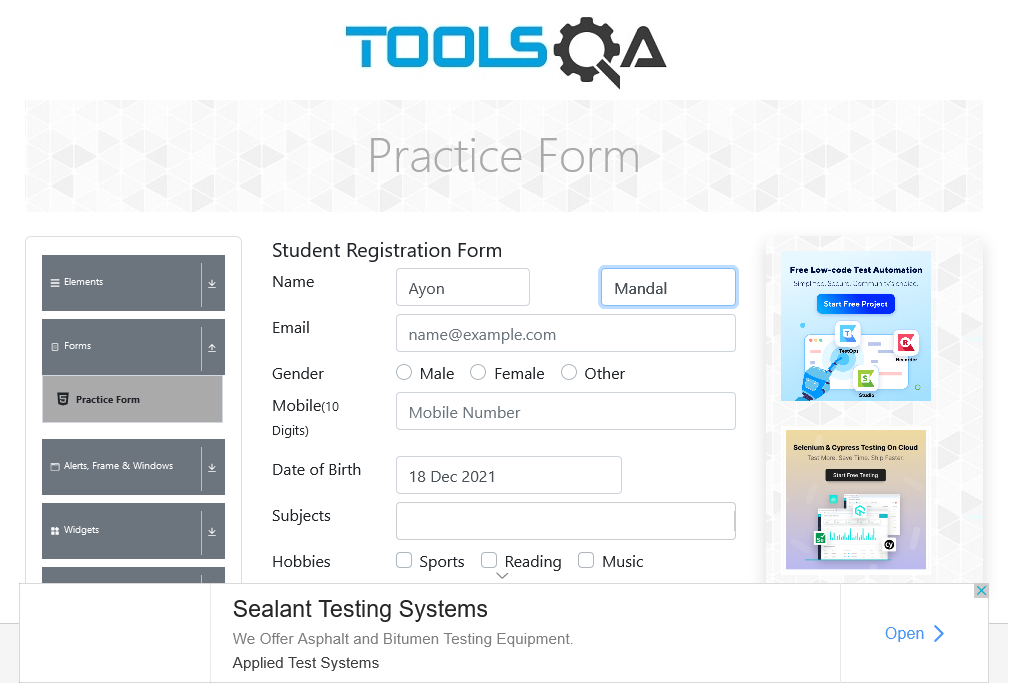 TOOLSQA
Practice Form
Elements
Forms
Practice Form
Alerts, Frame & Windows
Widgets
Student Registration Form
Name
Ayon
Mandal
Email
name@example.com
Gender
Male
Female
Other
Mobile(10
Digits)
Mobile Number
Date of Birth
18 Dec 2021
Subjects
Hobbies
Sports
Reading
Music
Free Low-code Test Automation
Simplified. Secure. Community's choice.
Start Free Project
TestOps
Recorder
Studio
Selenium & Cypress Testing On Cloud
Test More. Save Time. Ship Faster.
Start Free Testing
Sealant Testing Systems
We Offer Asphalt and Bitumen Testing Equipment.
Applied Test Systems
Open